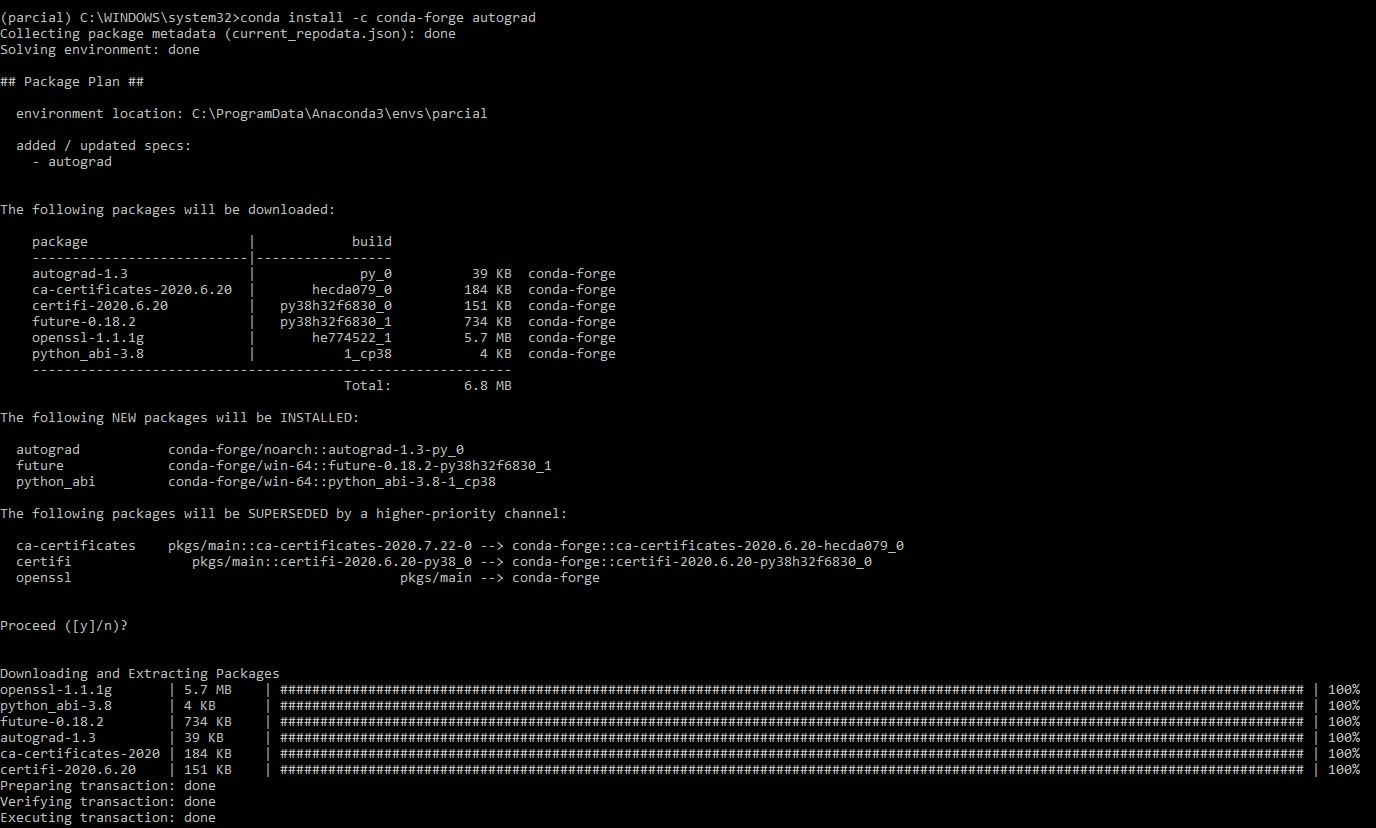 (parcial) C:\WINDOWS\system32>conda install -c conda-forge autograd
Collecting package metadata (current_repodata.json): done
Solving environment: done
## Package Plan ##
  environment location: C:\ProgramData\Anaconda3\envs\parcial
  added / updated specs:
    - autograd
The following packages will be downloaded:
    package                    |            build
    ---------------------------|-----------------
    autograd-1.3               |             py_0          39 KB  conda-forge
    ca-certificates-2020.6.20  |       hecda079_0         184 KB  conda-forge
    certifi-2020.6.20          |   py38h32f6830_0         151 KB  conda-forge
    future-0.18.2              |   py38h32f6830_1         734 KB  conda-forge
    openssl-1.1.1g             |       he774522_1         5.7 MB  conda-forge
    python_abi-3.8             |           1_cp38           4 KB  conda-forge
    ------------------------------------------------------------
                                           Total:         6.8 MB
The following NEW packages will be INSTALLED:
  autograd           conda-forge/noarch::autograd-1.3-py_0
  future             conda-forge/win-64::future-0.18.2-py38h32f6830_1
  python_abi         conda-forge/win-64::python_abi-3.8-1_cp38
The following packages will be SUPERSEDED by a higher-priority channel:
  ca-certificates    pkgs/main::ca-certificates-2020.7.22-0 --> conda-forge::ca-certificates-2020.6.20-hecda079_0
  certifi               pkgs/main::certifi-2020.6.20-py38_0 --> conda-forge::certifi-2020.6.20-py38h32f6830_0
  openssl                                         pkgs/main --> conda-forge
Proceed ([y]/n)?
Downloading and Extracting Packages
openssl-1.1.1g       | 5.7 MB    | ################################################################################################################################ | 100%
python_abi-3.8       | 4 KB      | ################################################################################################################################ | 100%
future-0.18.2        | 734 KB    | ################################################################################################################################ | 100%
autograd-1.3         | 39 KB     | ################################################################################################################################ | 100%
ca-certificates-2020 | 184 KB    | ################################################################################################################################ | 100%
certifi-2020.6.20    | 151 KB    | ################################################################################################################################ | 100%
Preparing transaction: done
Verifying transaction: done
Executing transaction: done